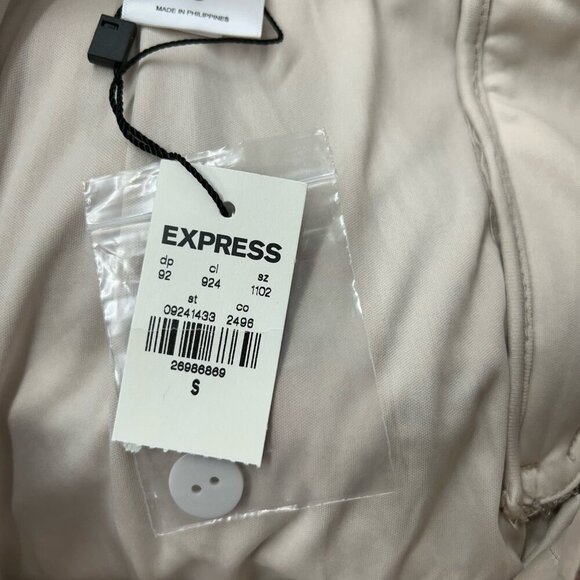 MADE IN PHILIPPINES
EXPRESS
dp cl sz
92 924 1102
st co
09241433 2496
26986869
S